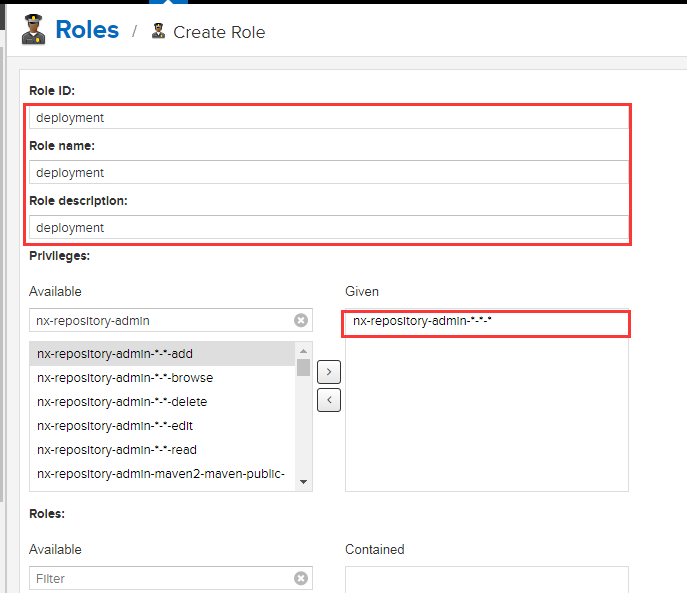 Roles / Create Role
Role ID:
deployment
Role name:
deployment
Role description:
deployment
Privileges:
Available
Given
nx-repository-admin
nx-repository-admin-*-*-*
nx-repository-admin-*-*-add
nx-repository-admin-*-*-browse
nx-repository-admin-*-*-delete
nx-repository-admin-*-*-edit
nx-repository-admin-*-*-read
nx-repository-admin-maven2-maven-public-
Roles:
Available
Contained
Filter